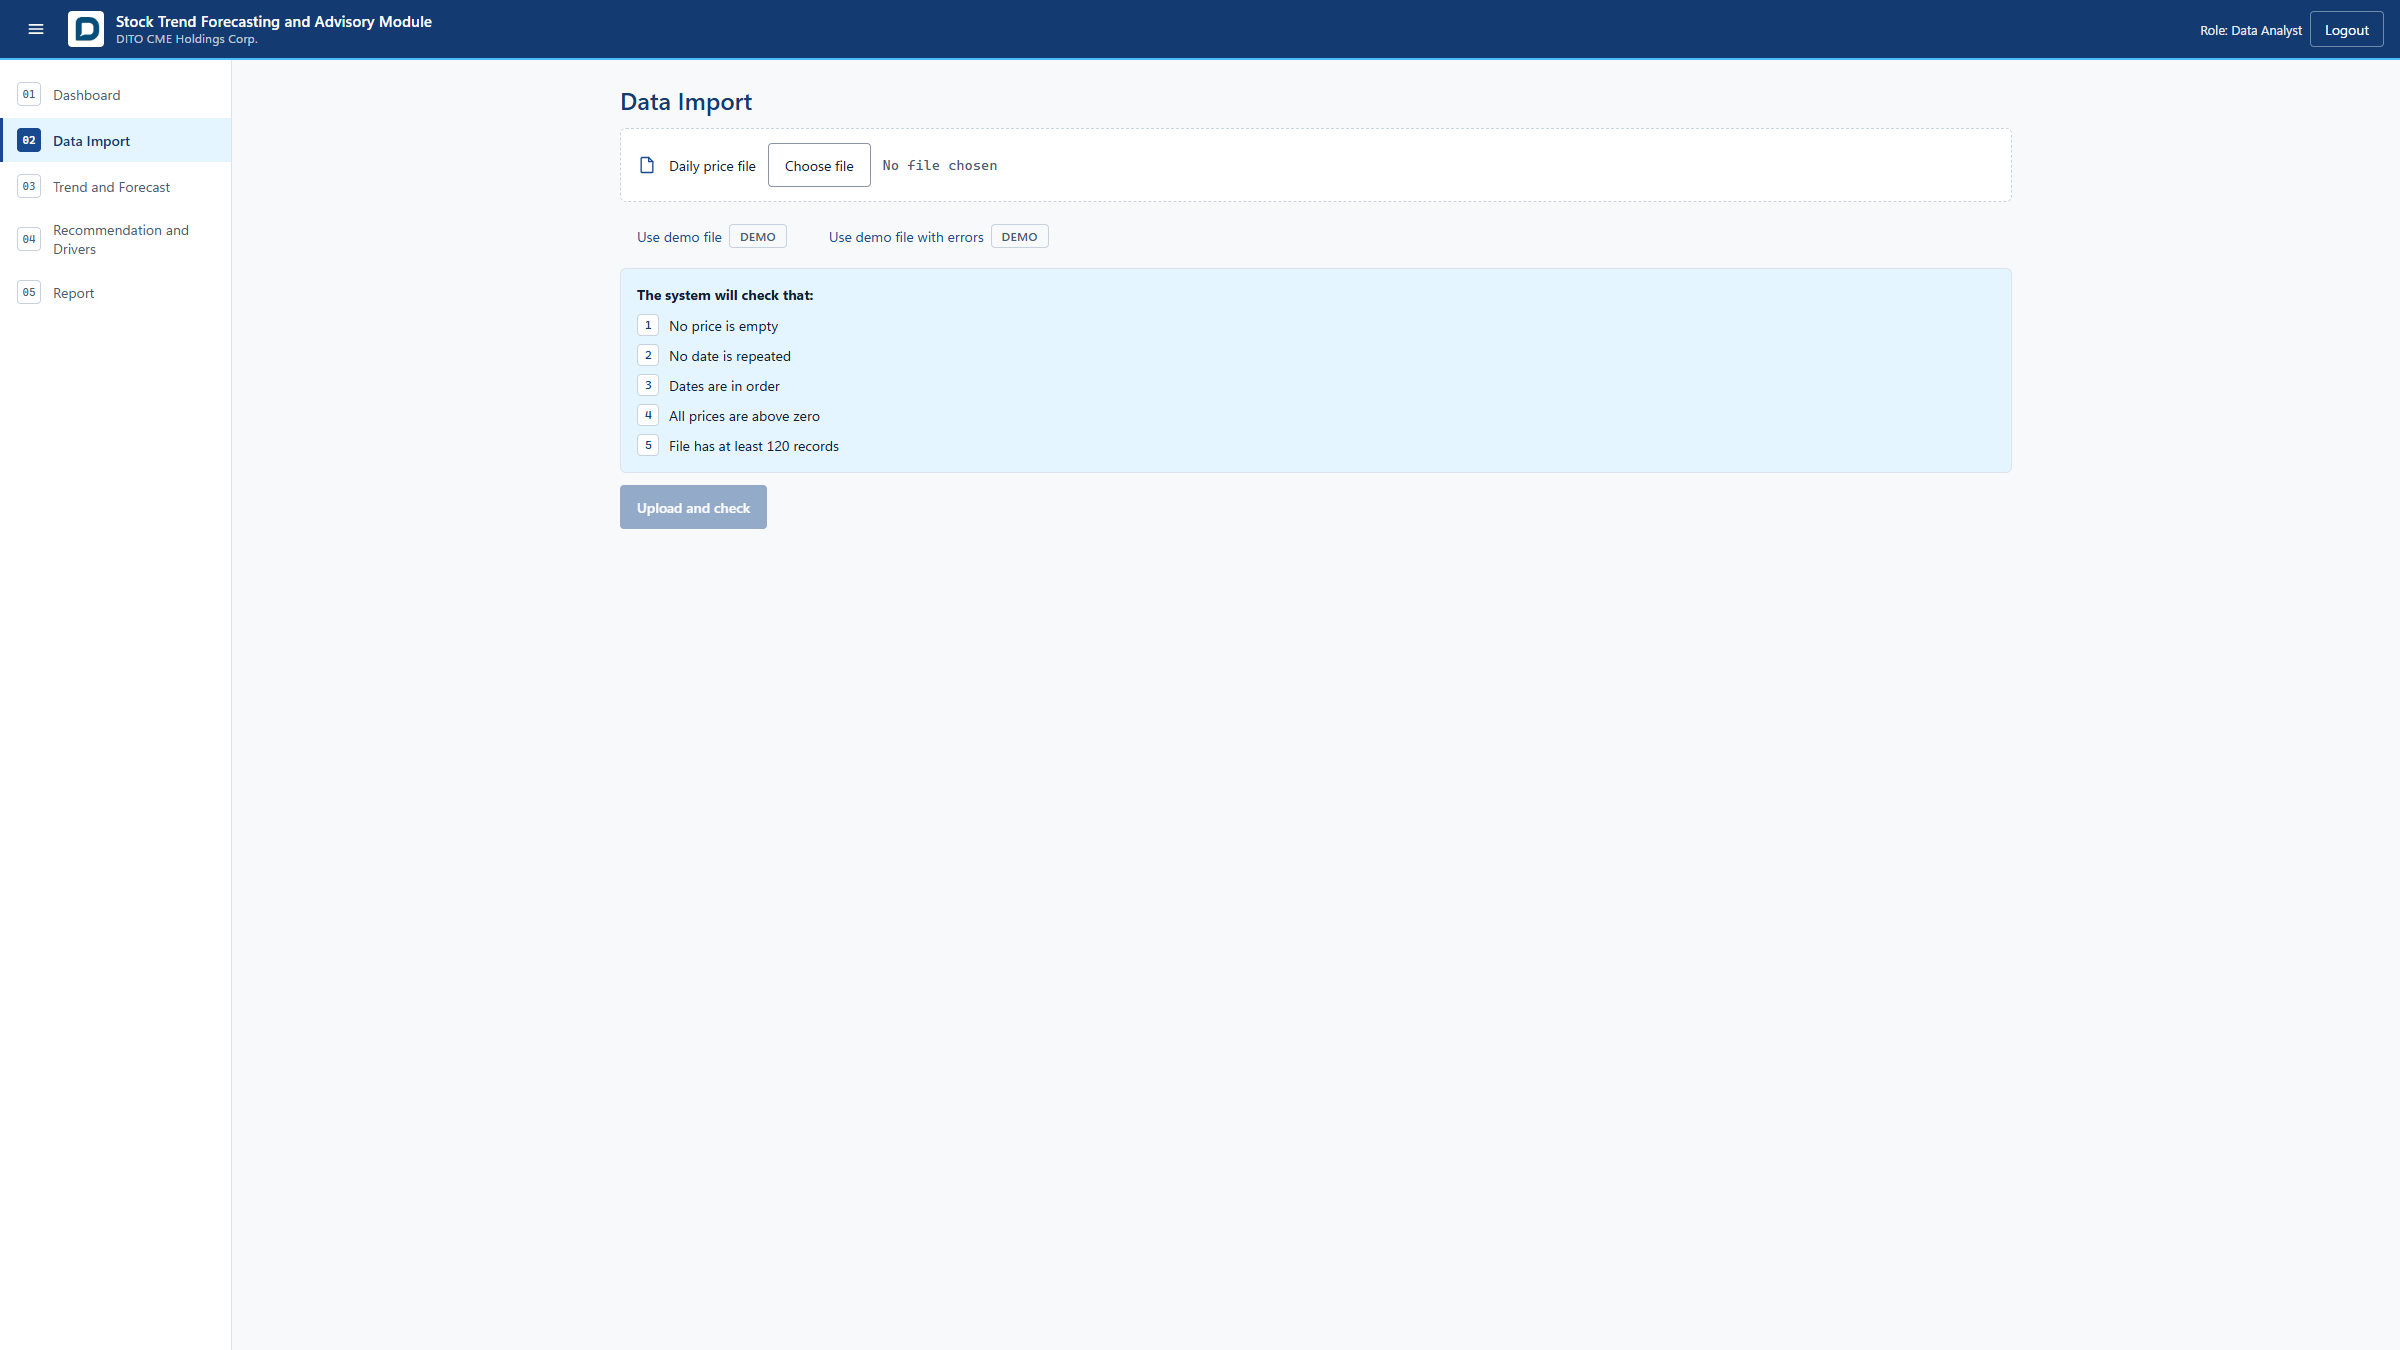 Stock Trend Forecasting and Advisory Module
DITO CME Holdings Corp.
Role: Data Analyst
Logout
01 Dashboard
02 Data Import
03 Trend and Forecast
04 Recommendation and
Drivers
05 Report
Data Import
Daily price file Choose file No file chosen
Use demo file DEMO Use demo file with errors DEMO
The system will check that:
1 No price is empty
2 No date is repeated
3 Dates are in order
4 All prices are above zero
5 File has at least 120 records
Upload and check